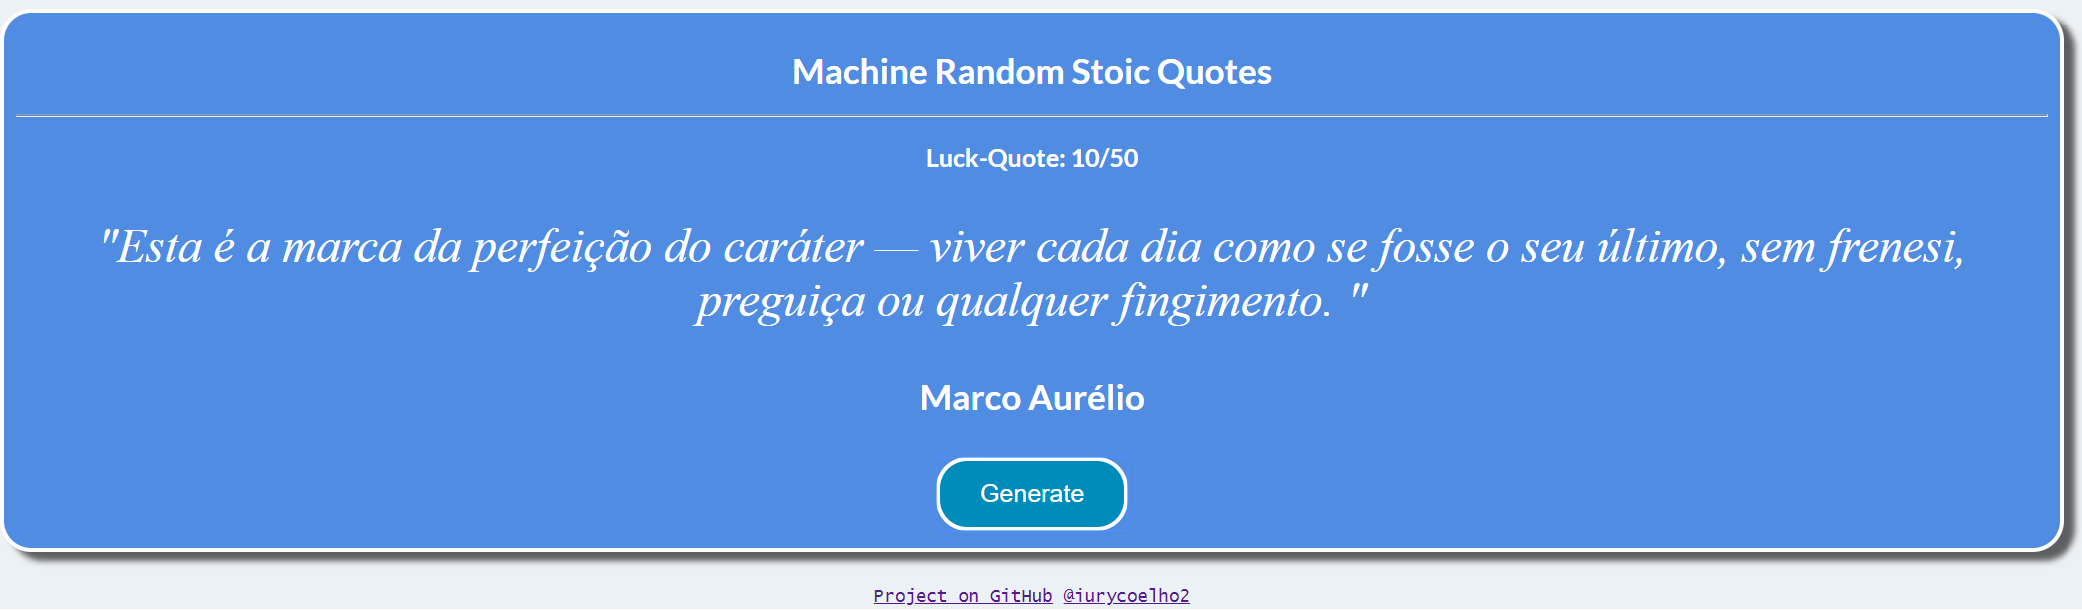 Machine Random Stoic Quotes
Luck-Quote: 10/50
"Esta é a marca da perfeição do caráter — viver cada dia como se fosse o seu último, sem frenesi,
preguiça ou qualquer fingimento. "
Marco Aurélio
Generate
Project on GitHub @iurycoelho2